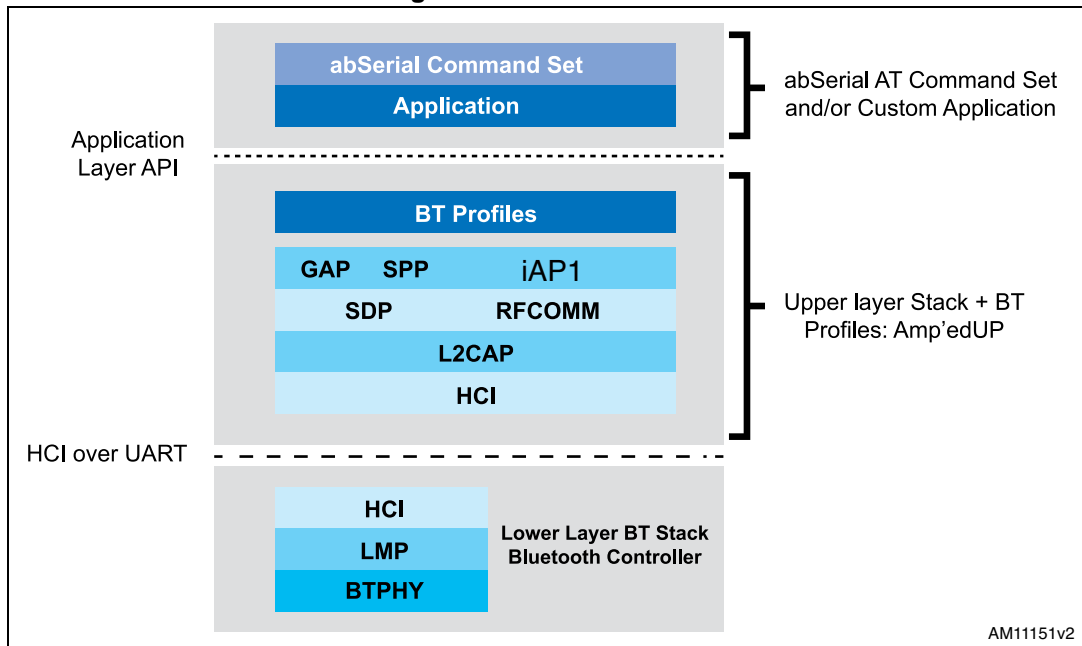 abSerial Command Set
Application
abSerial AT Command Set
and/or Custom Application
Application
Layer API
BT Profiles
GAP SPP iAP1
SDP RFCOMM
L2CAP
HCI
Upper layer Stack + BT
Profiles: Amp'edUP
HCI over UART
HCI
LMP
BTPHY
Lower Layer BT Stack
Bluetooth Controller
AM11151v2